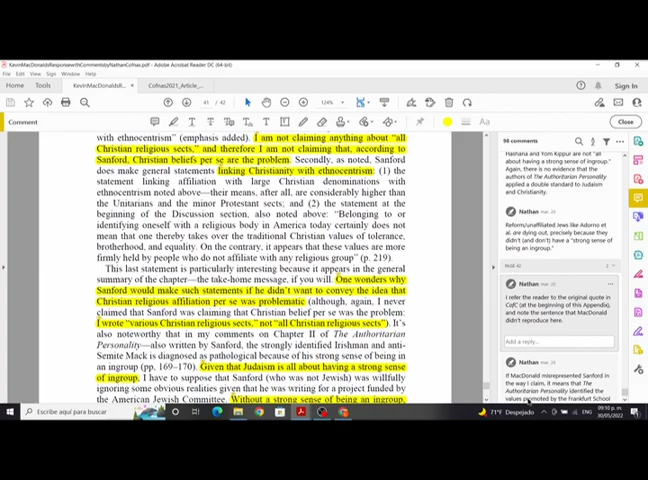 KevinMacDonaldsResponsewithCommentsbyNathanCofnas.pdf - Adobe Acrobat Reader DC (64-bit)
File Edit View Sign Window Help
Home Tools KevinMacDonaldsR... × Cofnas2021_Article_... Sign In
41 / 42 124%
Comment Close
with ethnocentrism” (emphasis added). I am not claiming anything about “all
Christian religious sects,” and therefore I am not claiming that, according to
Sanford, Christian beliefs per se are the problem. Secondly, as noted, Sanford
does make general statements linking Christianity with ethnocentrism: (1) the
statement linking affiliation with large Christian denominations with
ethnocentrism noted above—their means, after all, are considerably higher than
the Unitarians and the minor Protestant sects; and (2) the statement at the
beginning of the Discussion section, also noted above: “Belonging to or
identifying oneself with a religious body in America today certainly does not
mean that one thereby takes over the traditional Christian values of tolerance,
brotherhood, and equality. On the contrary, it appears that these values are more
firmly held by people who do not affiliate with any religious group” (p. 219).
This last statement is particularly interesting because it appears in the general
summary of the chapter—the take-home message, if you will. One wonders why
Sanford would make such statements if he didn’t want to convey the idea that
Christian religious affiliation per se was problematic (although, again, I never
claimed that Sanford was claiming that Christian belief per se was the problem:
I wrote “various Christian religious sects,” not “all Christian religious sects”). It’s
also noteworthy that in my comments on Chapter II of The Authoritarian
Personality—also written by Sanford, the strongly identified Irishman and anti-
Semite Mack is diagnosed as pathological because of his strong sense of being in
an ingroup (pp, 169–170). Given that Judaism is all about having a strong sense
of ingroup, I have to suppose that Sanford (who was not Jewish) was willfully
ignoring some obvious realities given that he was writing for a project funded by
the American Jewish Committee. Without a strong sense of being an ingroup,
98 comments
Hashana and Yom Kippur are not "all
about having a strong sense of ingroup."
Again, there is no evidence that the
authors of The Authoritarian Personality
applied a double standard to Judaism
and Christianity.
Nathan mar. 20
Reform/unaffiliated Jews like Adorno et
al. are dying out, precisely because they
didn't (and don't) have a "strong sense
of being an ingroup."
PAGE 42 2
Nathan mar. 20
I refer the reader to the original quote in
CofC (at the beginning of this Appendix),
and note the sentence that MacDonald
didn't reproduce here.
Add a reply...
Nathan mar. 20
If MacDonald misrepresented Sanford in
the way I claim, it means that The
Authoritarian Personality identified the
values promoted by the Frankfurt School
Escribe aquí para buscar 71°F Despejado 09:10 p. m.
30/05/2022